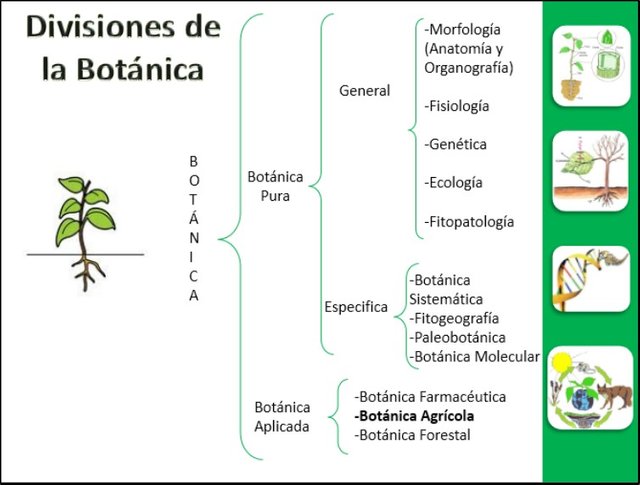 Divisiones de
la Botánica
BOTÁNICA
Botánica
Pura
General
-Morfología
(Anatomía y
Organografía)
-Fisiología
-Genética
-Ecología
-Fitopatología
Especifica
-Botánica
Sistemática
-Fitogeografía
-Paleobotánica
-Botánica Molecular
Botánica
Aplicada
-Botánica Farmacéutica
-Botánica Agrícola
-Botánica Forestal